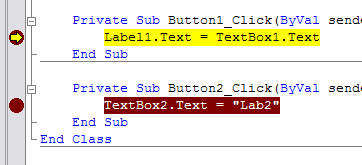 Private Sub Button1_Click(ByVal sende
Label1.Text = TextBox1.Text
End Sub
Private Sub Button2_Click(ByVal sende
TextBox2.Text = "Lab2"
End Sub
End Class